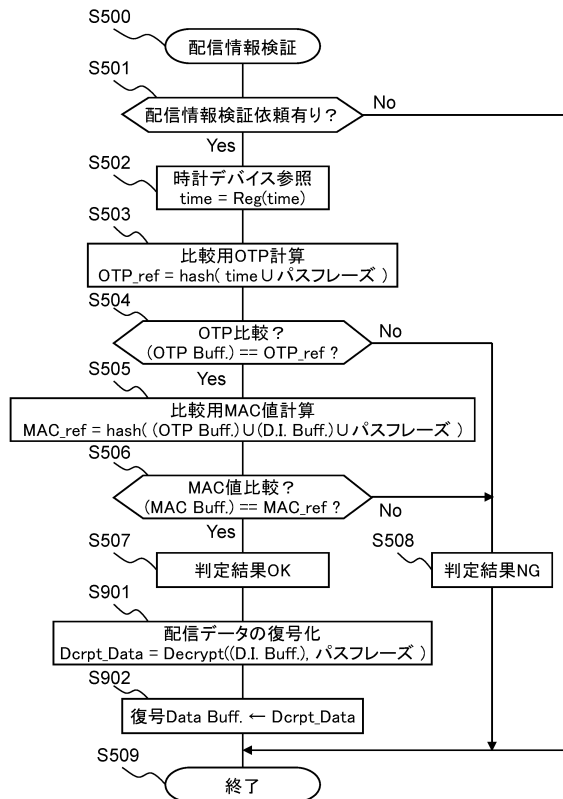 S500
配信情報検証
S501
配信情報検証依頼有り？
No
Yes
S502
時計デバイス参照
time = Reg(time)
S503
比較用OTP計算
OTP_ref = hash( time∪パスフレーズ )
S504
OTP比較？
(OTP Buff.) == OTP_ref ?
No
Yes
S505
比較用MAC値計算
MAC_ref = hash( (OTP Buff.)∪(D.I. Buff.)∪パスフレーズ )
S506
MAC値比較？
(MAC Buff.) == MAC_ref ?
No
Yes
S507
判定結果OK
S508
判定結果NG
S901
配信データの復号化
Dcrpt_Data = Decrypt((D.I. Buff.), パスフレーズ )
S902
復号Data Buff. ← Dcrpt_Data
S509
終了